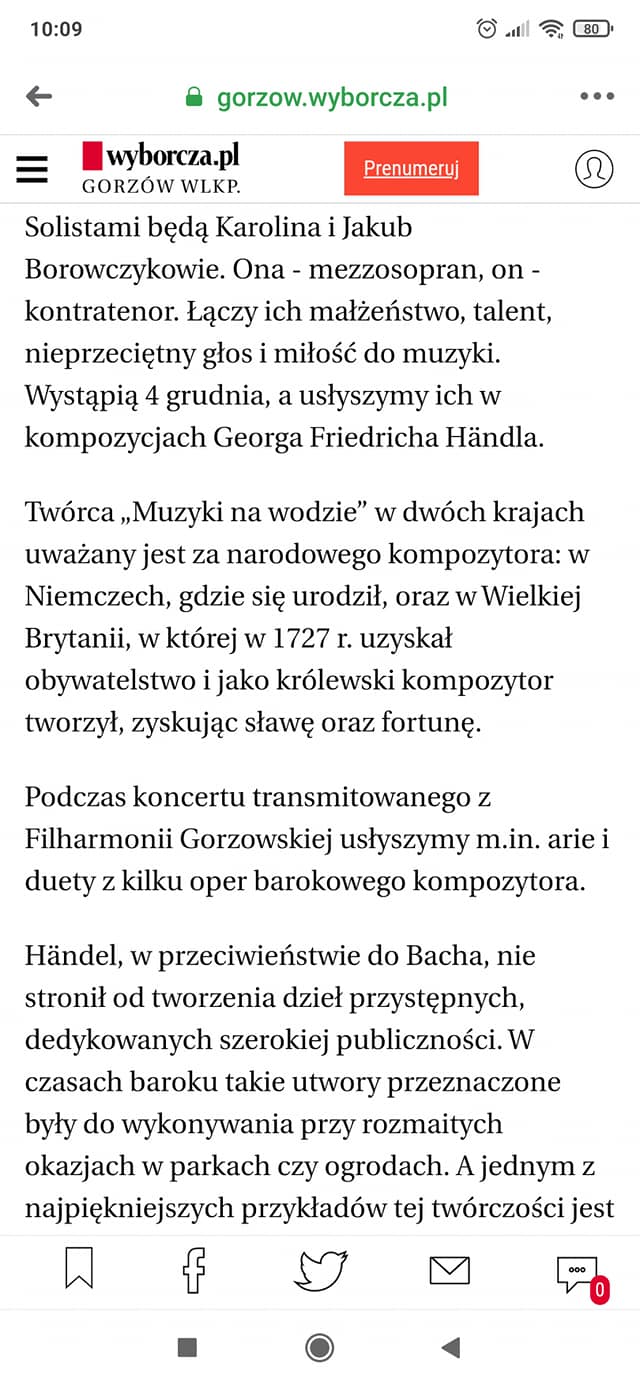 10:09
80
gorzow.wyborcza.pl
wyborcza.pl
GORZÓW WLKP.
Prenumeruj
Solistami będą Karolina i Jakub
Borowczykowie. Ona - mezzosopran, on -
kontratenor. Łączy ich małżeństwo, talent,
nieprzeciętny głos i miłość do muzyki.
Wystąpią 4 grudnia, a usłyszymy ich w
kompozycjach Georga Friedricha Händla.
Twórca „Muzyki na wodzie” w dwóch krajach
uważany jest za narodowego kompozytora: w
Niemczech, gdzie się urodził, oraz w Wielkiej
Brytanii, w której w 1727 r. uzyskał
obywatelstwo i jako królewski kompozytor
tworzył, zyskując sławę oraz fortunę.
Podczas koncertu transmitowanego z
Filharmonii Gorzowskiej usłyszymy m.in. arie i
duety z kilku oper barokowego kompozytora.
Händel, w przeciwieństwie do Bacha, nie
stronił od tworzenia dzieł przystępnych,
dedykowanych szerokiej publiczności. W
czasach baroku takie utwory przeznaczone
były do wykonywania przy rozmaitych
okazjach w parkach czy ogrodach. A jednym z
najpiękniejszych przykładów tej twórczości jest
0